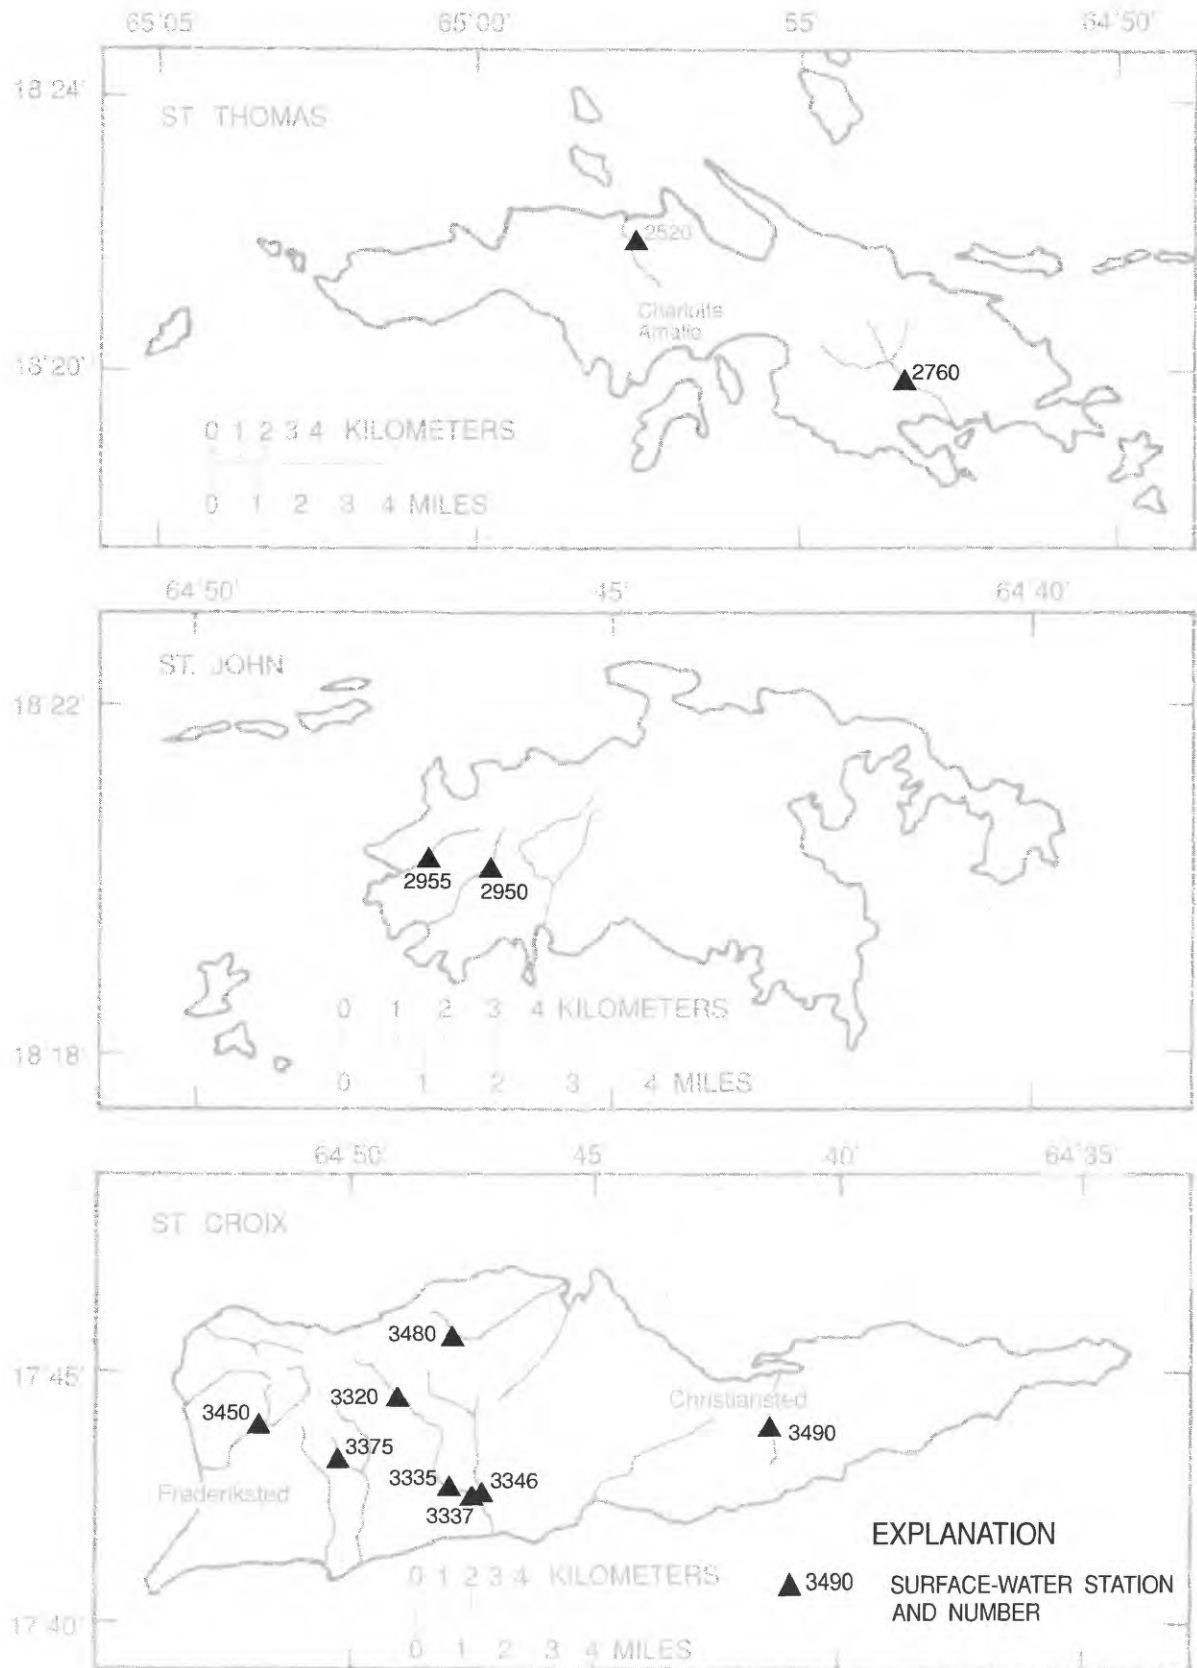 65°05' 65°00' 55 64°50'
18°24'
ST. THOMAS
2520
Charlotte
Amalie
18°20'
2760
0 1 2 3 4 KILOMETERS
0 1 2 3 4 MILES
64°50' 45' 64°40'
ST. JOHN
18°22'
2955
2950
0 1 2 3 4 KILOMETERS
18°18'
0 1 2 3 4 MILES
64°50' 45' 40' 64°35'
ST. CROIX
3480
17°45'
3320
Christiansted
3450
3490
3375
3335 3346
Frederiksted
3337
EXPLANATION
0 1 2 3 4 KILOMETERS
3490 SURFACE-WATER STATION
AND NUMBER
17°40'
0 1 2 3 4 MILES